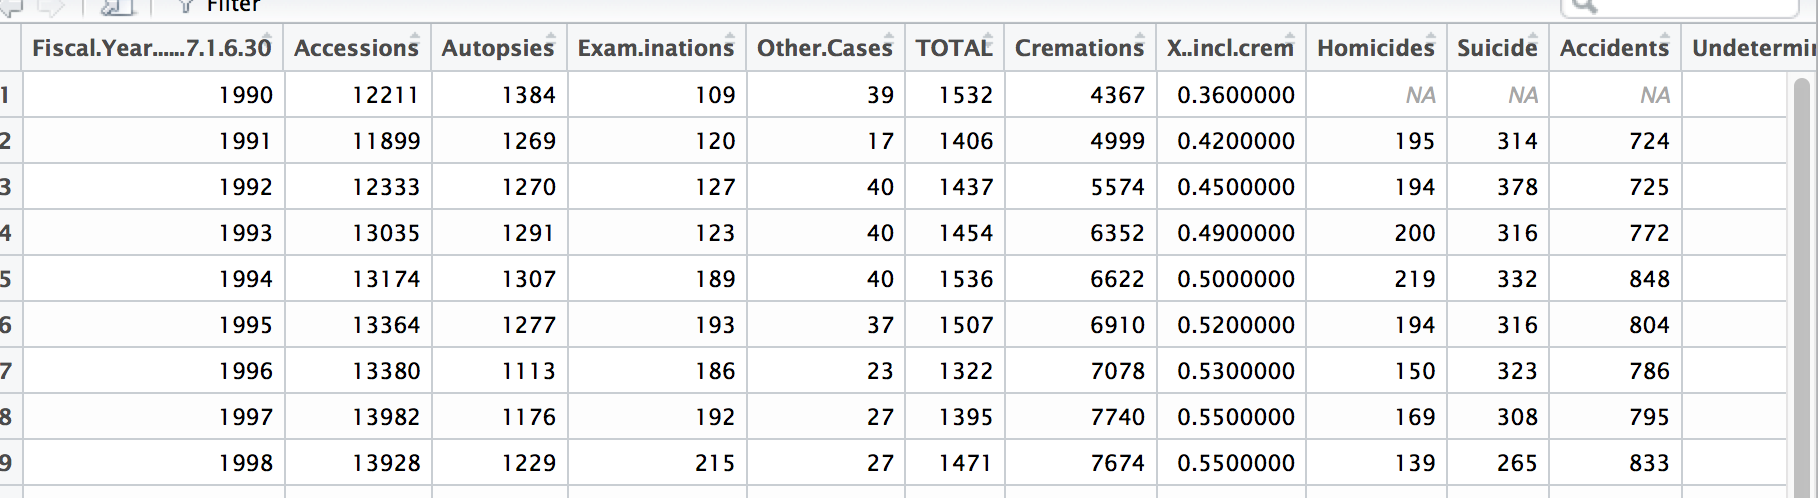 Filter
Fiscal.Year......7.1.6.30 Accessions Autopsies Exam.inations Other.Cases TOTAL Cremations X..incl.crem Homicides Suicide Accidents Undetermi
1 1990 12211 1384 109 39 1532 4367 0.3600000 NA NA NA
2 1991 11899 1269 120 17 1406 4999 0.4200000 195 314 724
3 1992 12333 1270 127 40 1437 5574 0.4500000 194 378 725
4 1993 13035 1291 123 40 1454 6352 0.4900000 200 316 772
5 1994 13174 1307 189 40 1536 6622 0.5000000 219 332 848
6 1995 13364 1277 193 37 1507 6910 0.5200000 194 316 804
7 1996 13380 1113 186 23 1322 7078 0.5300000 150 323 786
8 1997 13982 1176 192 27 1395 7740 0.5500000 169 308 795
9 1998 13928 1229 215 27 1471 7674 0.5500000 139 265 833